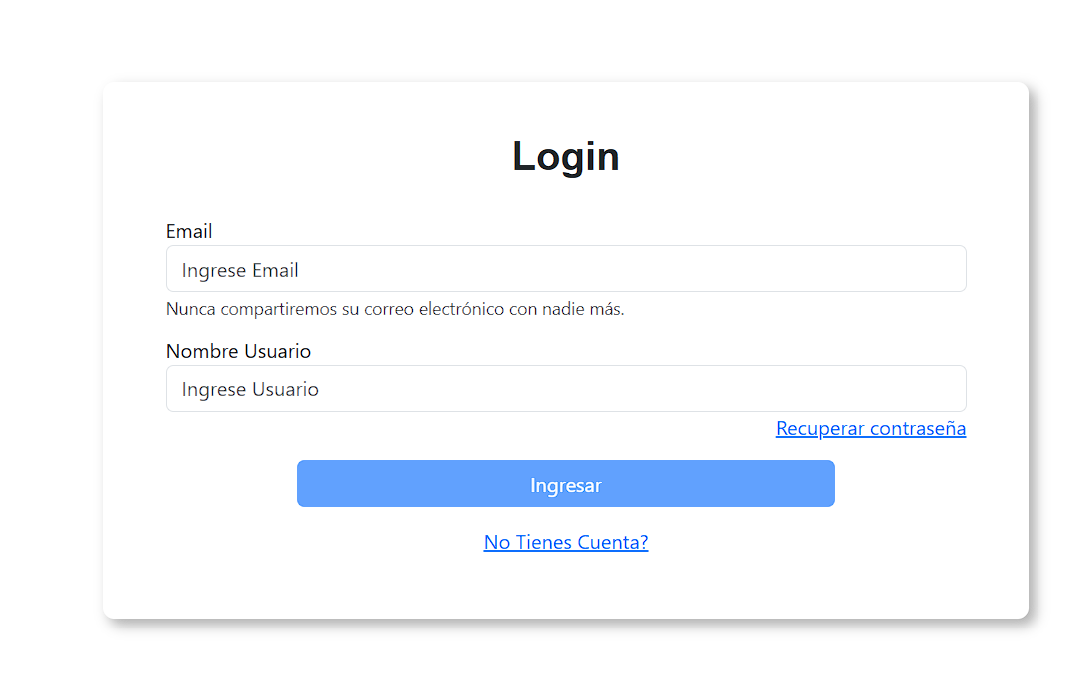 Login
Email
Ingrese Email
Nunca compartiremos su correo electrónico con nadie más.
Nombre Usuario
Ingrese Usuario
Recuperar contraseña
Ingresar
No Tienes Cuenta?